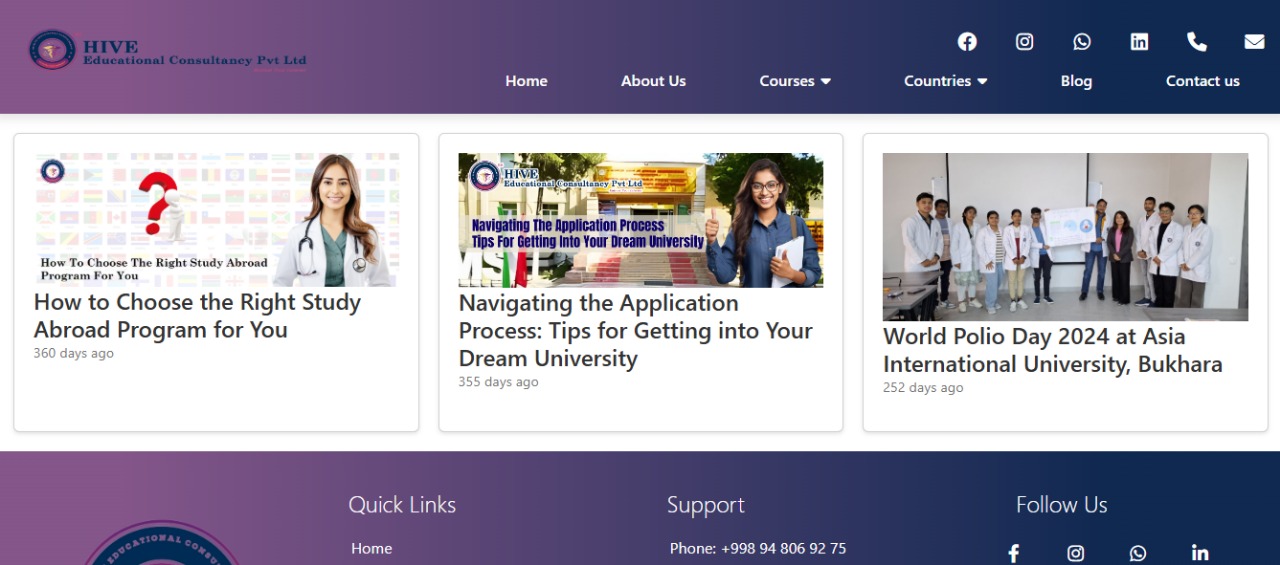 HIVE
Educational Consultancy Pvt Ltd
Home
About Us
Courses
Countries
Blog
Contact us
How To Choose The Right Study Abroad
Program For You
How to Choose the Right Study
Abroad Program for You
360 days ago
HIVE
Educational Consultancy Pvt Ltd
Navigating The Application Process
Tips For Getting Into Your Dream University
Navigating the Application
Process: Tips for Getting into Your
Dream University
355 days ago
World Polio Day 2024 at Asia
International University, Bukhara
252 days ago
EDUCATIONAL CONSU
Quick Links
Home
Support
Phone: +998 94 806 92 75
Follow Us